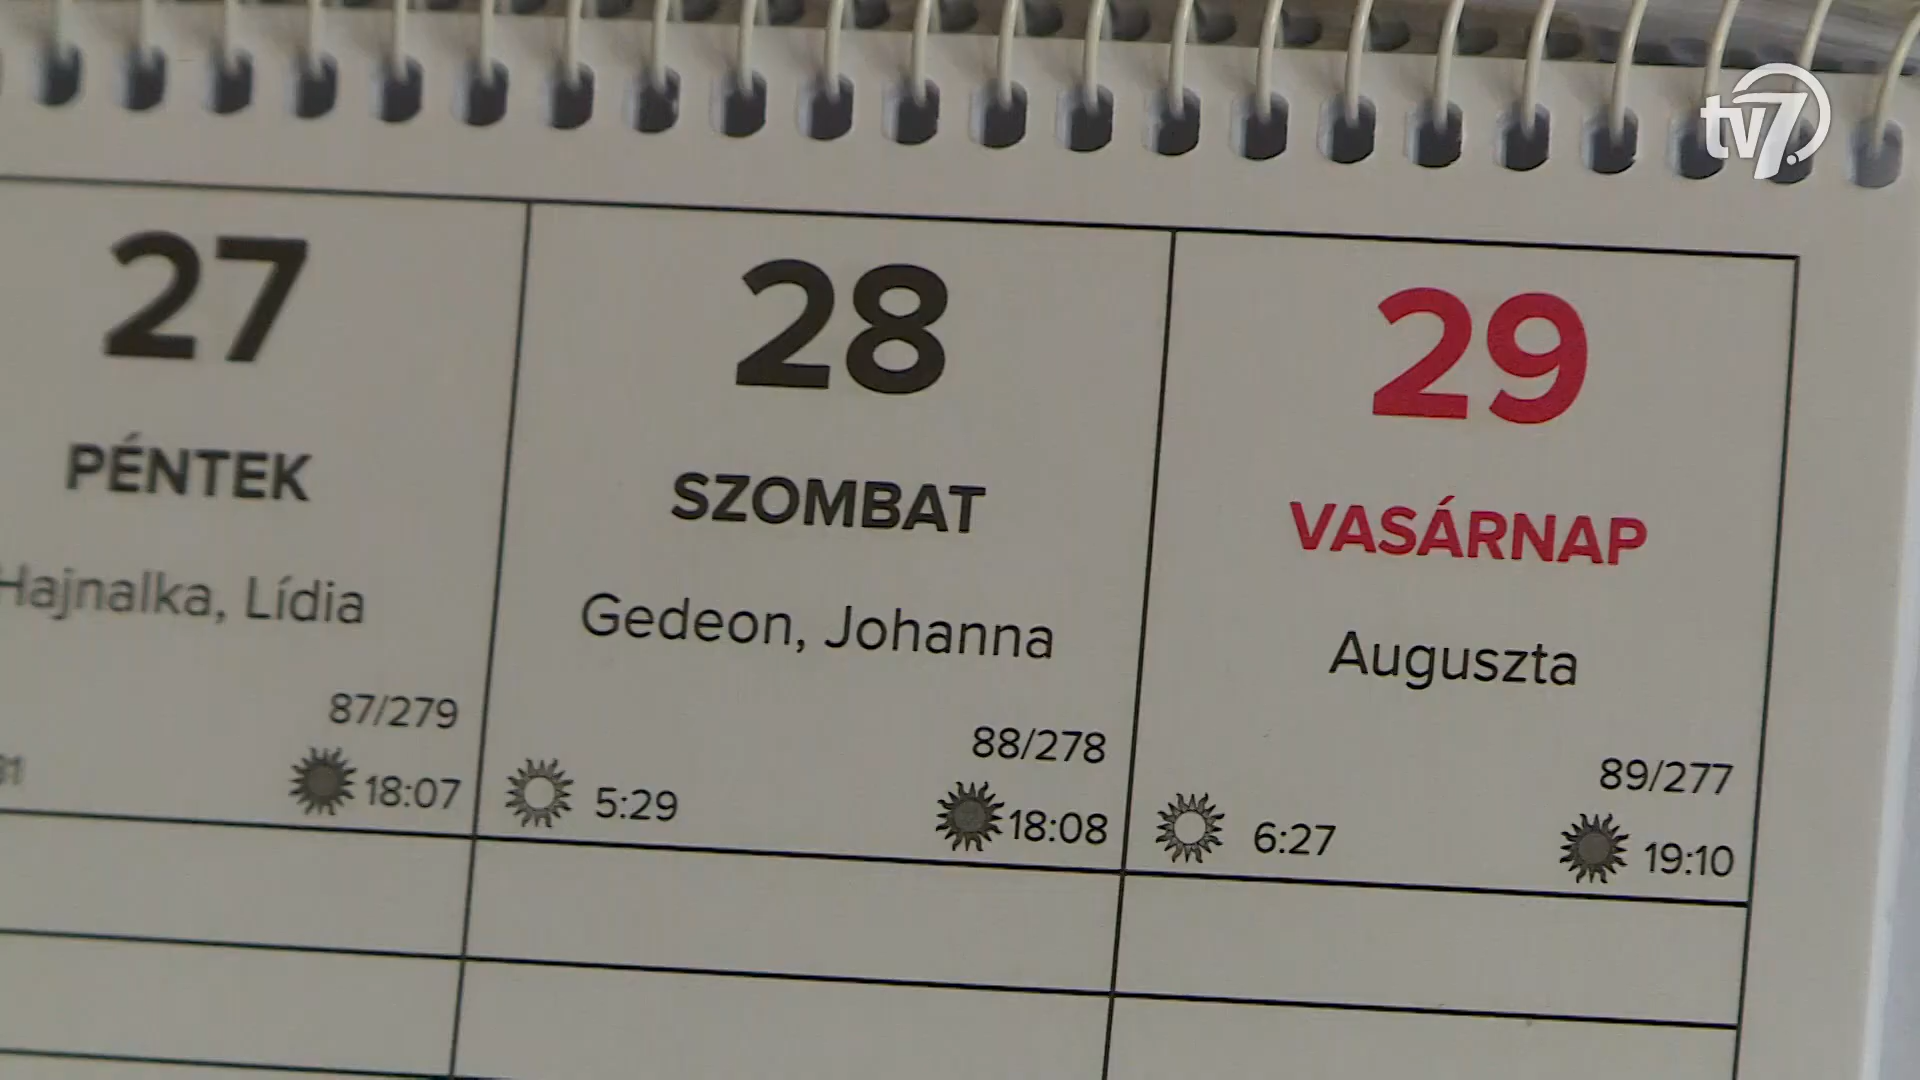 tv7.
27
28
29
PÉNTEK
SZOMBAT
VASÁRNAP
Hajnalka, Lídia
Gedeon, Johanna
Auguszta
87/279
88/278
89/277
18:07
5:29
18:08
6:27
19:10